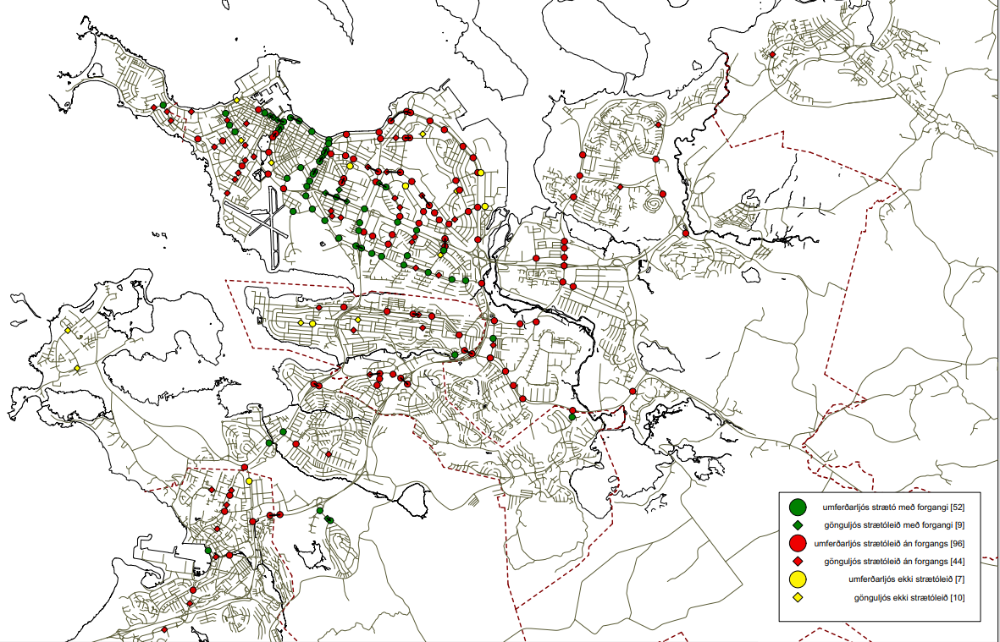 umferðarljós strætó með forgangi [52]
gönguljós strætóleið með forgangi [9]
umferðarljós strætóleið án forgangs [96]
gönguljós strætóleið án forgangs [44]
umferðarljós ekki strætóleið [7]
gönguljós ekki strætóleið [10]